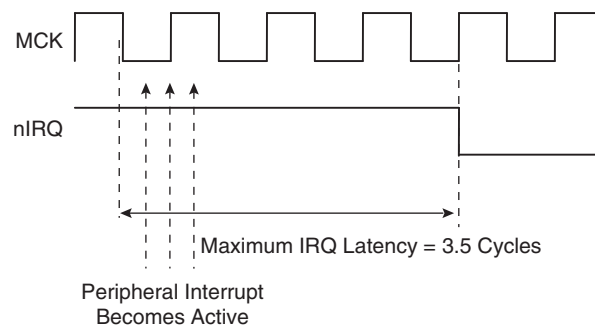 MCK
nIRQ
Maximum IRQ Latency = 3.5 Cycles
Peripheral Interrupt
Becomes Active